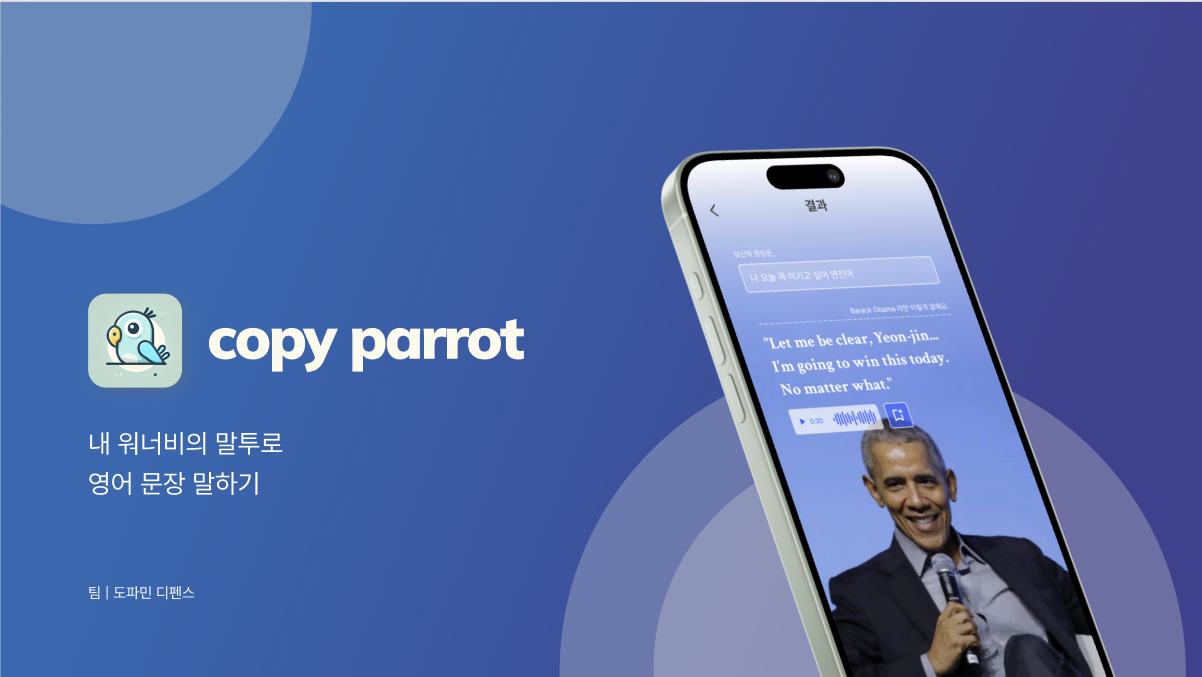 copy parrot
내 워너비의 말투로
영어 문장 말하기
팀 | 도파민 디펜스
결과
당신의 문장은,
나 오늘 꼭 이기고 싶어 연진아
Barack Obama 라면 이렇게 말해요.
"Let me be clear, Yeon-jin...
I'm going to win this today.
No matter what."
0:20